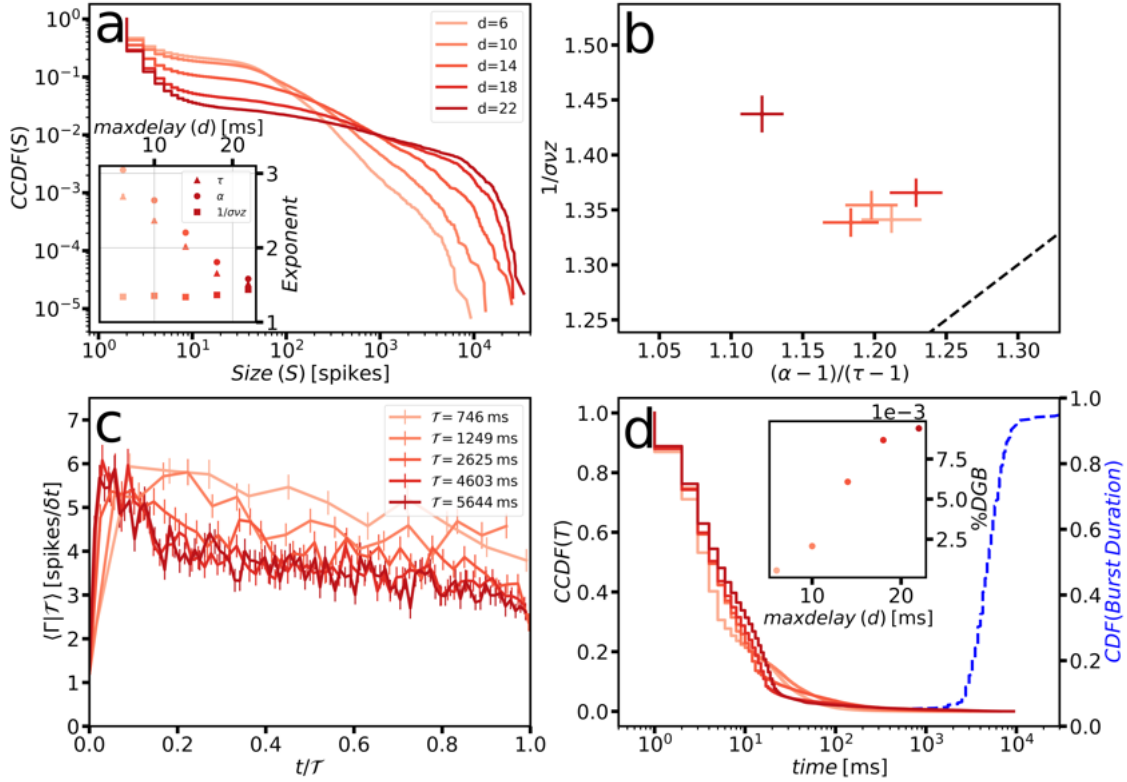 a
d=6
d=10
d=14
d=18
d=22
10⁰
10⁻¹
10⁻²
10⁻³
10⁻⁴
10⁻⁵
CCDF(S)
maxdelay (d) [ms]
10 20
τ
α
1/σνz
3
2
1
Exponent
10⁰ 10¹ 10² 10³ 10⁴
Size (S) [spikes]
b
1.50
1.45
1.40
1.35
1.30
1.25
1/σνz
1.05 1.10 1.15 1.20 1.25 1.30
(α−1)/(τ−1)
c
𝒯 = 746 ms
𝒯 = 1249 ms
𝒯 = 2625 ms
𝒯 = 4603 ms
𝒯 = 5644 ms
7
6
5
4
3
2
1
0
⟨Γ|𝒯⟩ [spikes/δt]
0.0 0.2 0.4 0.6 0.8 1.0
t/𝒯
d
1e−3
7.5
5.0
2.5
%DGB
10 20
maxdelay (d) [ms]
1.0
0.8
0.6
0.4
0.2
0.0
CCDF(T)
1.0
0.8
0.6
0.4
0.2
0.0
CDF(Burst Duration)
10⁰ 10¹ 10² 10³ 10⁴
time [ms]